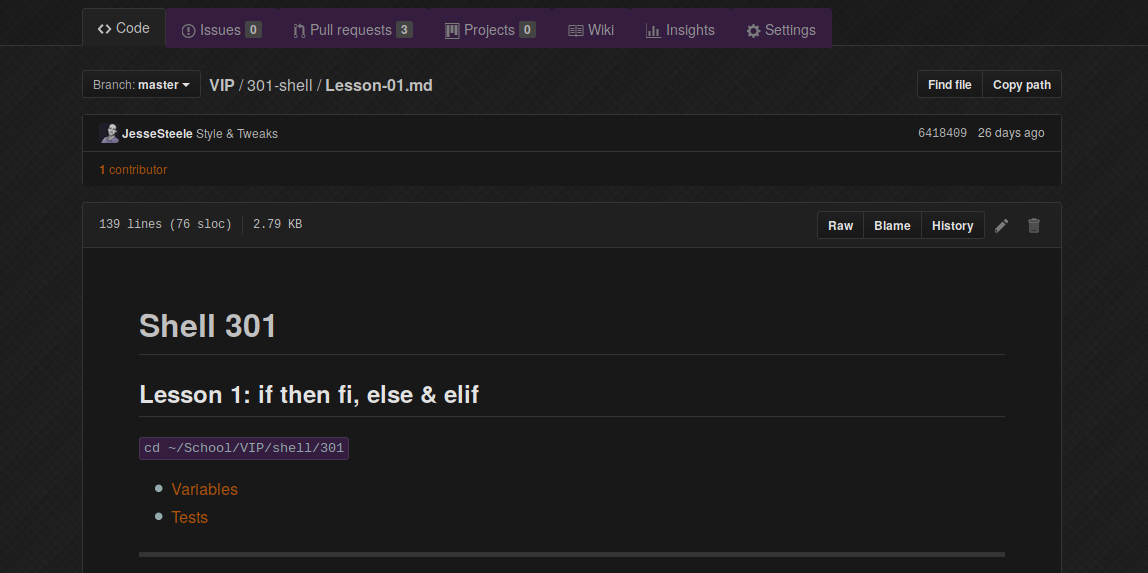 Code Issues 0 Pull requests 3 Projects 0 Wiki Insights Settings
Branch: master VIP / 301-shell / Lesson-01.md Find file Copy path
JesseSteele Style & Tweaks 6418409 26 days ago
1 contributor
139 lines (76 sloc) 2.79 KB Raw Blame History
Shell 301
Lesson 1: if then fi, else & elif
cd ~/School/VIP/shell/301
Variables
Tests